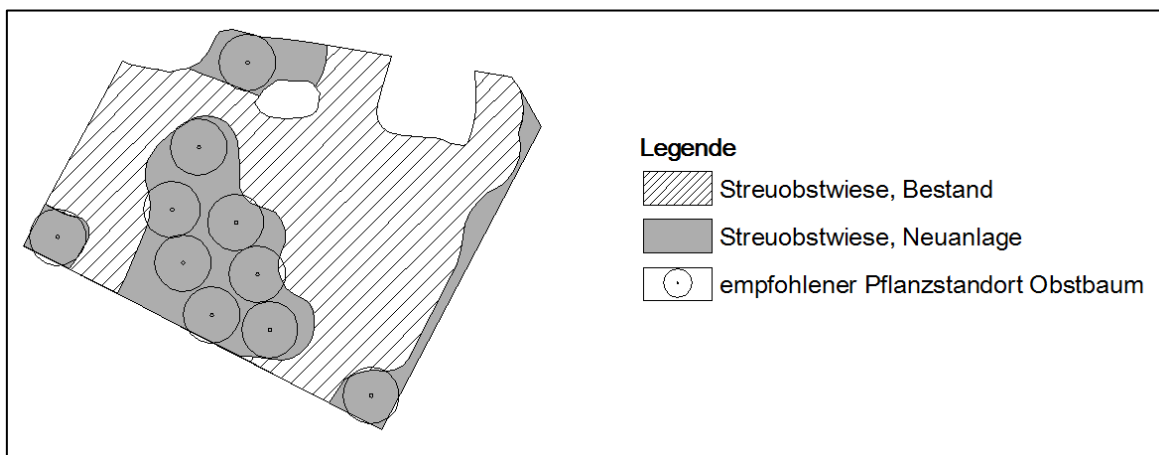 Legende
Streuobstwiese, Bestand
Streuobstwiese, Neuanlage
empfohlener Pflanzstandort Obstbaum